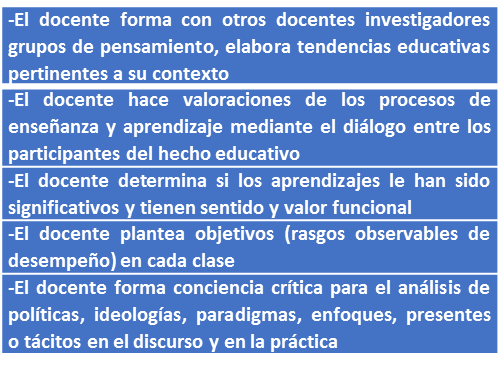 -El docente forma con otros docentes investigadores
grupos de pensamiento, elabora tendencias educativas
pertinentes a su contexto
-El docente hace valoraciones de los procesos de
enseñanza y aprendizaje mediante el diálogo entre los
participantes del hecho educativo
-El docente determina si los aprendizajes le han sido
significativos y tienen sentido y valor funcional
-El docente plantea objetivos (rasgos observables de
desempeño) en cada clase
-El docente forma conciencia crítica para el análisis de
políticas, ideologías, paradigmas, enfoques, presentes
o tácitos en el discurso y en la práctica